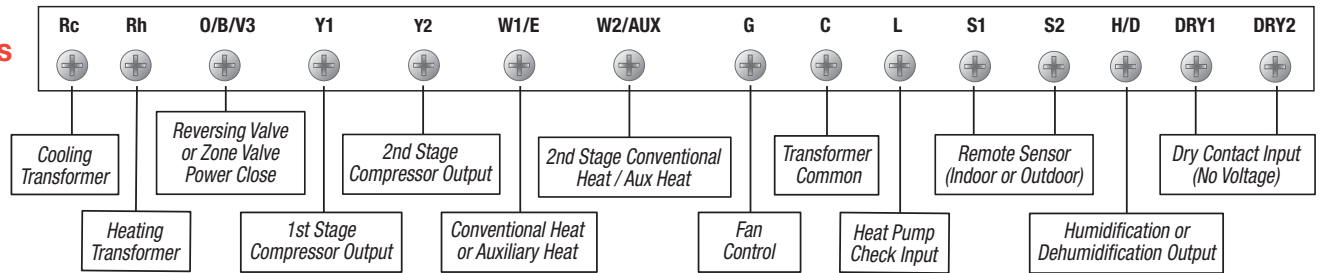 Rc Rh O/B/V3 Y1 Y2 W1/E W2/AUX G C L S1 S2 H/D DRY1 DRY2
s
Cooling
Transformer
Heating
Transformer
Reversing Valve
or Zone Valve
Power Close
1st Stage
Compressor Output
2nd Stage
Compressor Output
Conventional Heat
or Auxiliary Heat
2nd Stage Conventional
Heat / Aux Heat
Fan
Control
Transformer
Common
Heat Pump
Check Input
Remote Sensor
(Indoor or Outdoor)
Humidification or
Dehumidification Output
Dry Contact Input
(No Voltage)